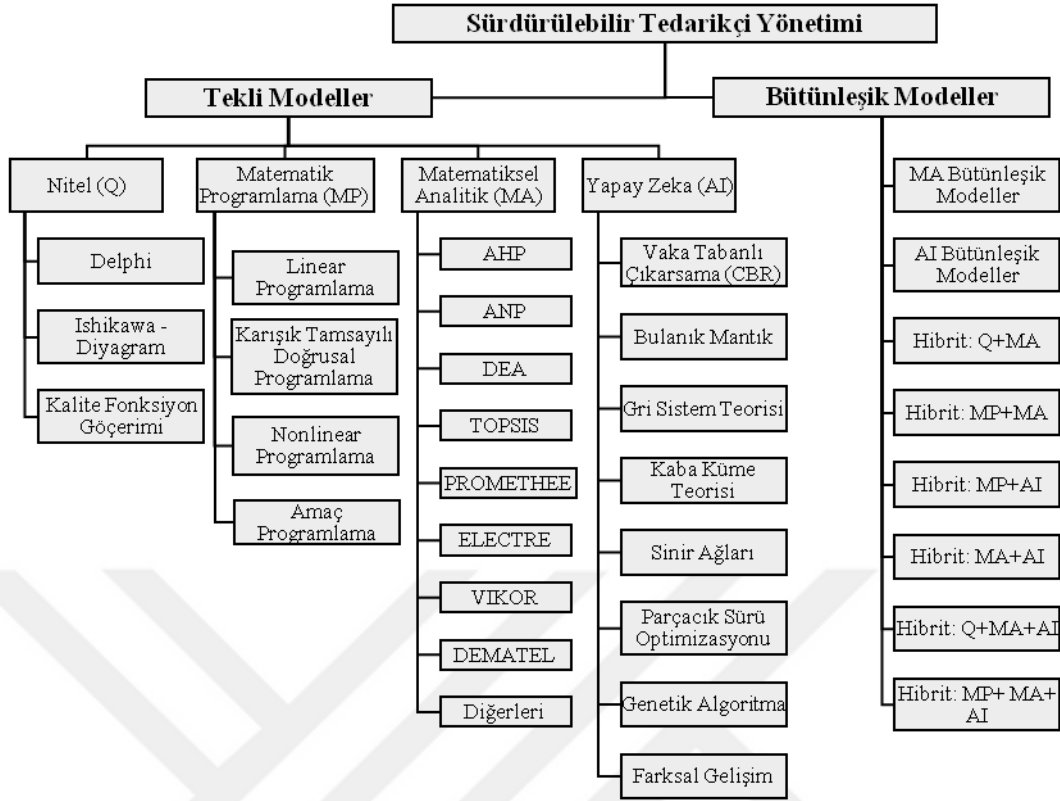 Sürdürülebilir Tedarikçi Yönetimi
Tekli Modeller
Bütünleşik Modeller
Nitel (Q)
Matematik
Programlama (MP)
Matematiksel
Analitik (MA)
Yapay Zeka (AI)
Delphi
Ishikawa -
Diyagram
Kalite Fonksiyon
Göçerimi
Linear
Programlama
Karışık Tamsayılı
Doğrusal
Programlama
Nonlinear
Programlama
Amaç
Programlama
AHP
ANP
DEA
TOPSIS
PROMETHEE
ELECTRE
VIKOR
DEMATEL
Diğerleri
Vaka Tabanlı
Çıkarsama (CBR)
Bulanık Mantık
Gri Sistem Teorisi
Kaba Küme
Teorisi
Sinir Ağları
Parçacık Sürü
Optimizasyonu
Genetik Algoritma
Farksal Gelişim
MA Bütünleşik
Modeller
AI Bütünleşik
Modeller
Hibrit: Q+MA
Hibrit: MP+MA
Hibrit: MP+AI
Hibrit: MA+AI
Hibrit: Q+MA+AI
Hibrit: MP+ MA+
AI